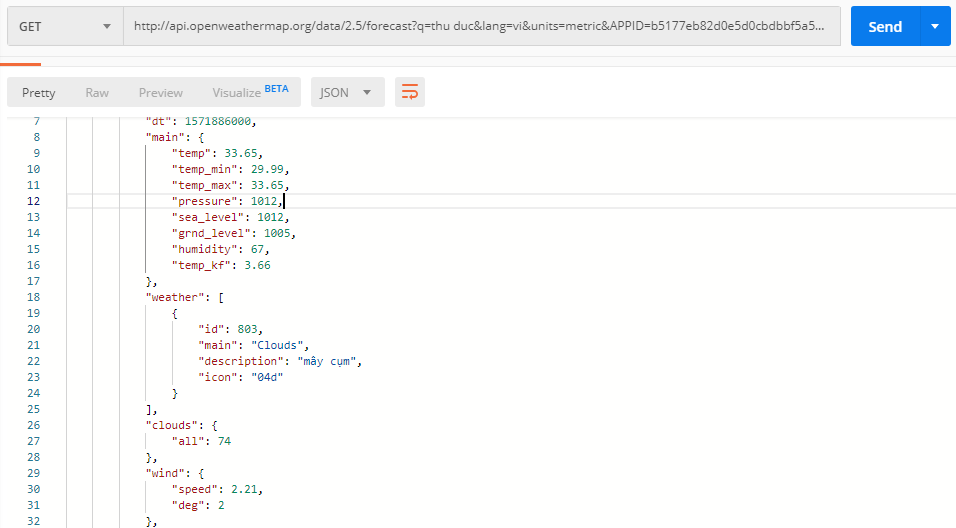 GET http://api.openweathermap.org/data/2.5/forecast?q=thu duc&lang=vi&units=metric&APPID=b5177eb82d0e5d0cbdbbf5a5... Send
Pretty Raw Preview Visualize BETA JSON
7 "dt": 1571886000,
8 "main": {
9 "temp": 33.65,
10 "temp_min": 29.99,
11 "temp_max": 33.65,
12 "pressure": 1012,
13 "sea_level": 1012,
14 "grnd_level": 1005,
15 "humidity": 67,
16 "temp_kf": 3.66
17 },
18 "weather": [
19 {
20 "id": 803,
21 "main": "Clouds",
22 "description": "mây cụm",
23 "icon": "04d"
24 }
25 ],
26 "clouds": {
27 "all": 74
28 },
29 "wind": {
30 "speed": 2.21,
31 "deg": 2
32 },